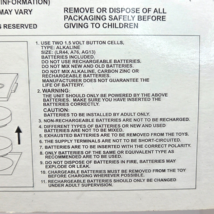 INFORMATION)
MAY VARY
S RESERVED
REMOVE OR DISPOSE OF ALL
PACKAGING SAFELY BEFORE
GIVING TO CHILDREN
1. USE TWO 1.5 VOLT BUTTON CELLS,
TYPE: ALKALINE
SIZE: (LR44, A76, AG13)
BATTERIES INCLUDED
DO NOT USE RECHARGEABLE BATTERIES.
DO NOT MIX NEW AND OLD BATTERIES.
DO NOT MIX ALKALINE, CARBON ZINC OR
RECHARGEABLE BATTERIES.
MANUFACTURER DOES NOT GUARANTEE THE
LIFE OF BATTERY.
2. WARNING:
THE UNIT SHOULD ONLY BE POWERED BY THE ABOVE
BATTERIES. MAKE SURE YOU HAVE INSERTED THE
BATTERIES CORRECTLY.
CAUTION:
BATTERIES TO BE INSTALLED BY ADULT ONLY.
3. NON-RECHARGEABLE BATTERIES ARE NOT TO BE RECHARGED.
4. DIFFERENT TYPES OF BATTERIES OR NEW AND USED
BATTERIES ARE NOT TO BE MIXED.
5. EXHAUSTED BATTERIES ARE TO BE REMOVED FROM THE TOYS.
6. THE SUPPLY TERMINALS ARE NOT TO BE SHORT-CIRCUITED.
7. BATTERIES ARE TO BE INSERTED WITH THE CORRECT POLARITY.
8. ONLY BATTERIES OF THE SAME OR EQUIVALENT TYPE AS
RECOMMENDED ARE TO BE USED.
9. DO NOT DISPOSE OF BATTERIES IN FIRE. BATTERIES MAY
EXPLODE OR LEAK.
10. CHARGEABLE BATTERIES MUST BE REMOVED FROM THE TOY
BEFORE CHARGING WHENEVER POSSIBLE.
11. RECHARGEABLE BATTERIES SHOULD ONLY BE CHARGED
UNDER ADULT SUPERVISION.